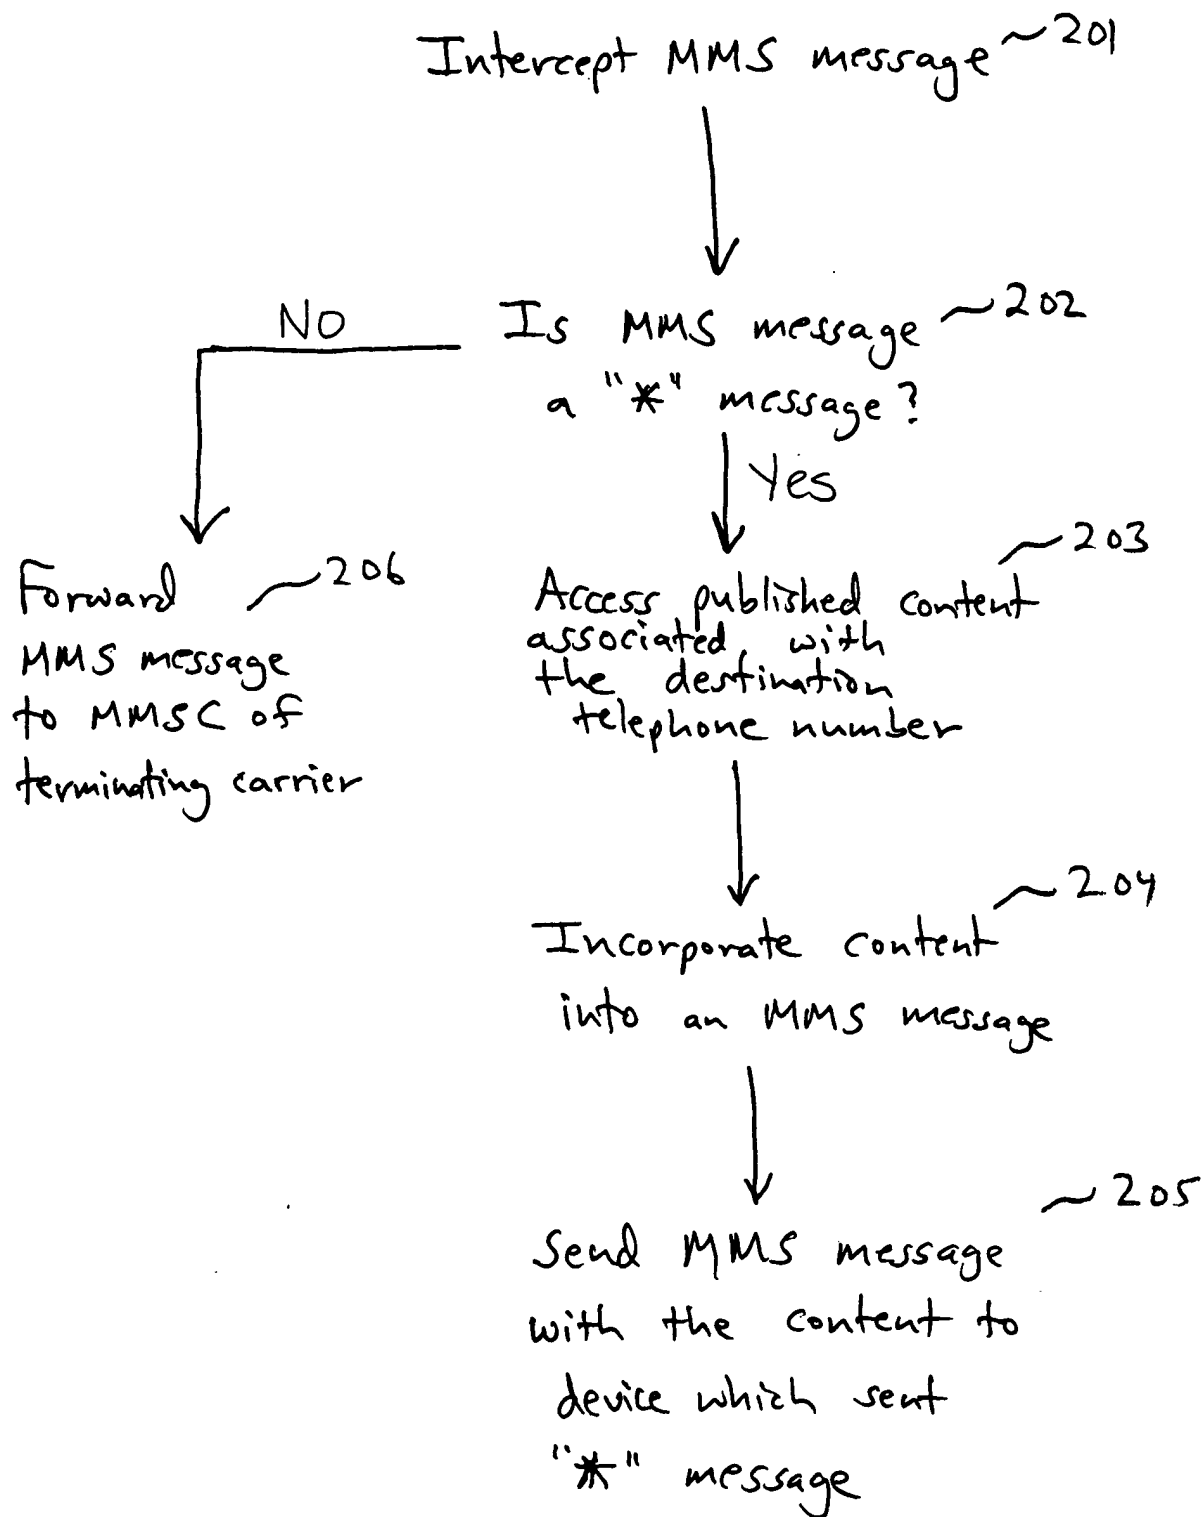 Intercept MMS message 201
Is MMS message 202
NO
a "*" message?
Yes
Access published content 203
associated with
the destination
telephone number
Forward 206
MMS message
to MMSC of
terminating carrier
Incorporate content 204
into an MMS message
Send MMS message 205
with the content to
device which sent
"*" message